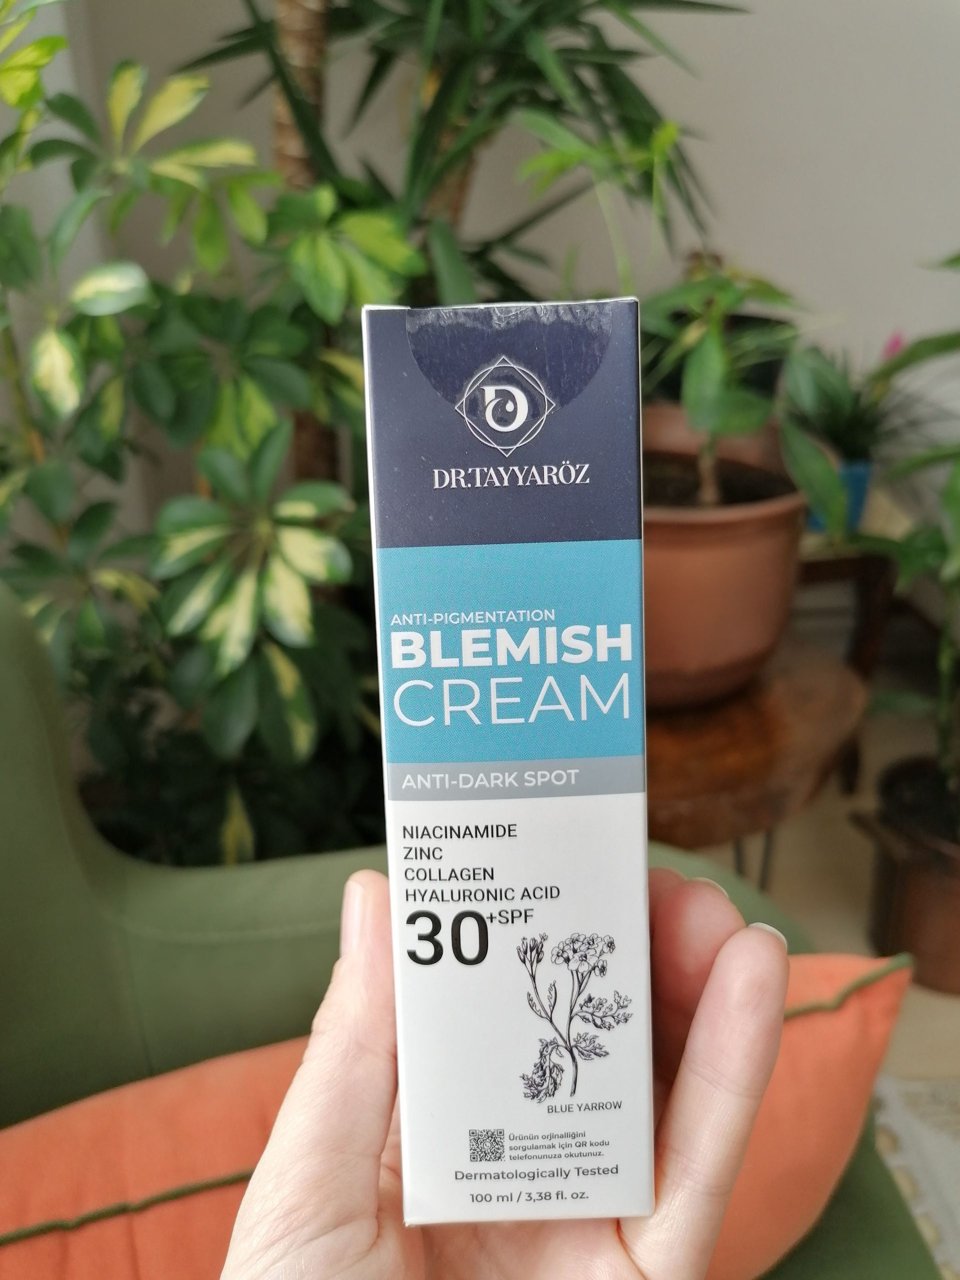 DR.TAYYARÖZ
ANTI-PIGMENTATION
BLEMISH
CREAM
ANTI-DARK SPOT
NIACINAMIDE
ZINC
COLLAGEN
HYALURONIC ACID
30+SPF
BLUE YARROW
Ürünün orjinalliğini
sorgulamak için QR kodu
telefonunuza okutunuz.
Dermatologically Tested
100 ml / 3,38 fl. oz.